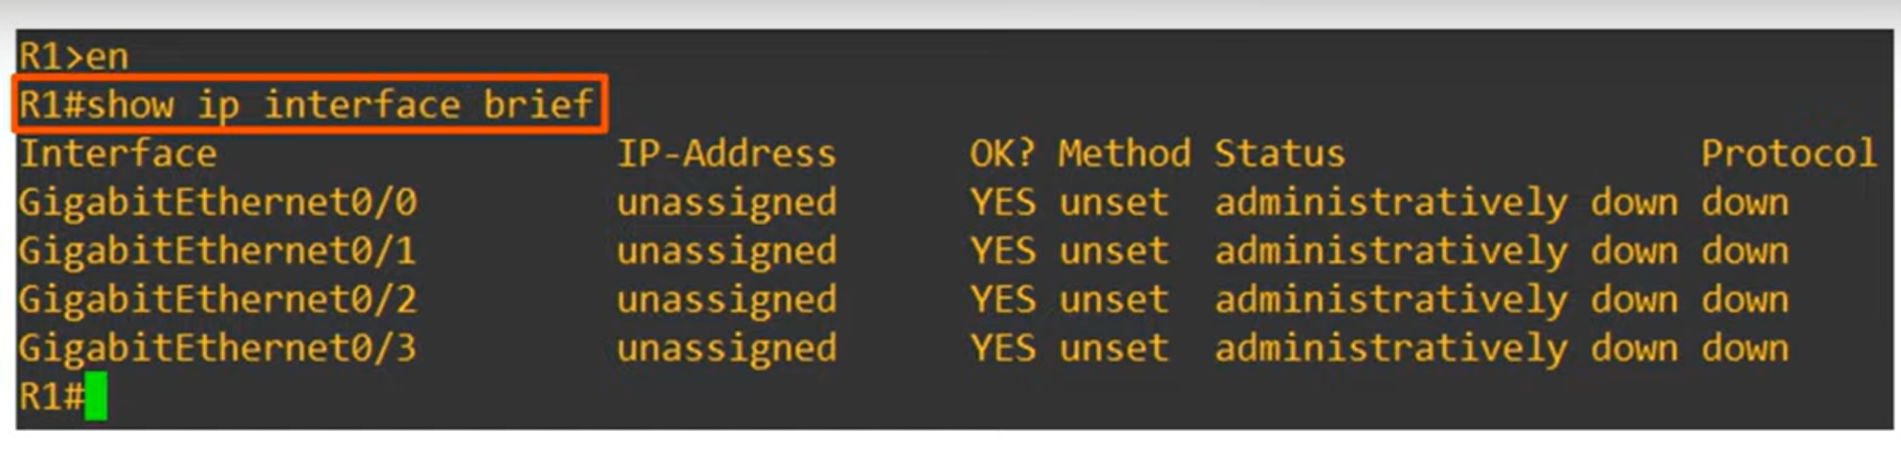 R1>en
R1#show ip interface brief
Interface IP-Address OK? Method Status Protocol
GigabitEthernet0/0 unassigned YES unset administratively down down
GigabitEthernet0/1 unassigned YES unset administratively down down
GigabitEthernet0/2 unassigned YES unset administratively down down
GigabitEthernet0/3 unassigned YES unset administratively down down
R1#